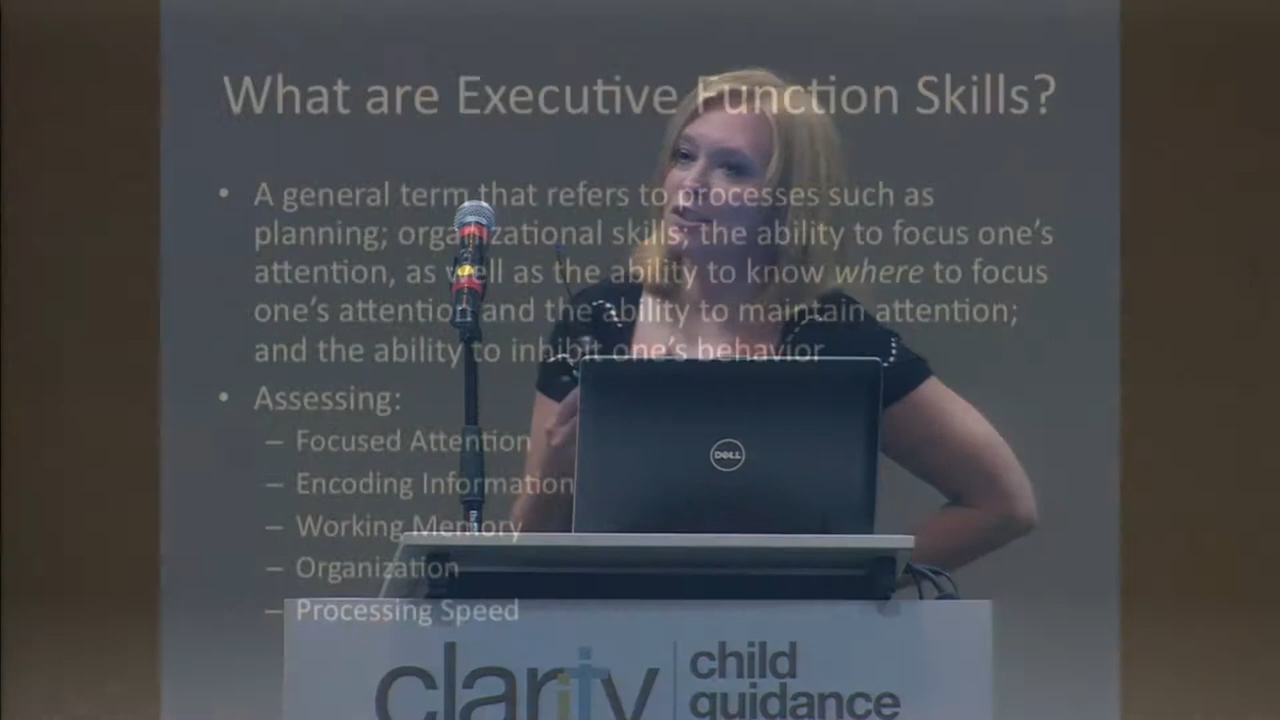 What are Executive Function Skills?
• A general term that refers to processes such as
planning; organizational skills; the ability to focus one's
attention, as well as the ability to know where to focus
one's attention and the ability to maintain attention;
and the ability to inhibit one's behavior
• Assessing:
– Focused Attention
– Encoding Information
– Working Memory
– Organization
– Processing Speed
DELL
clarity
child
guidance